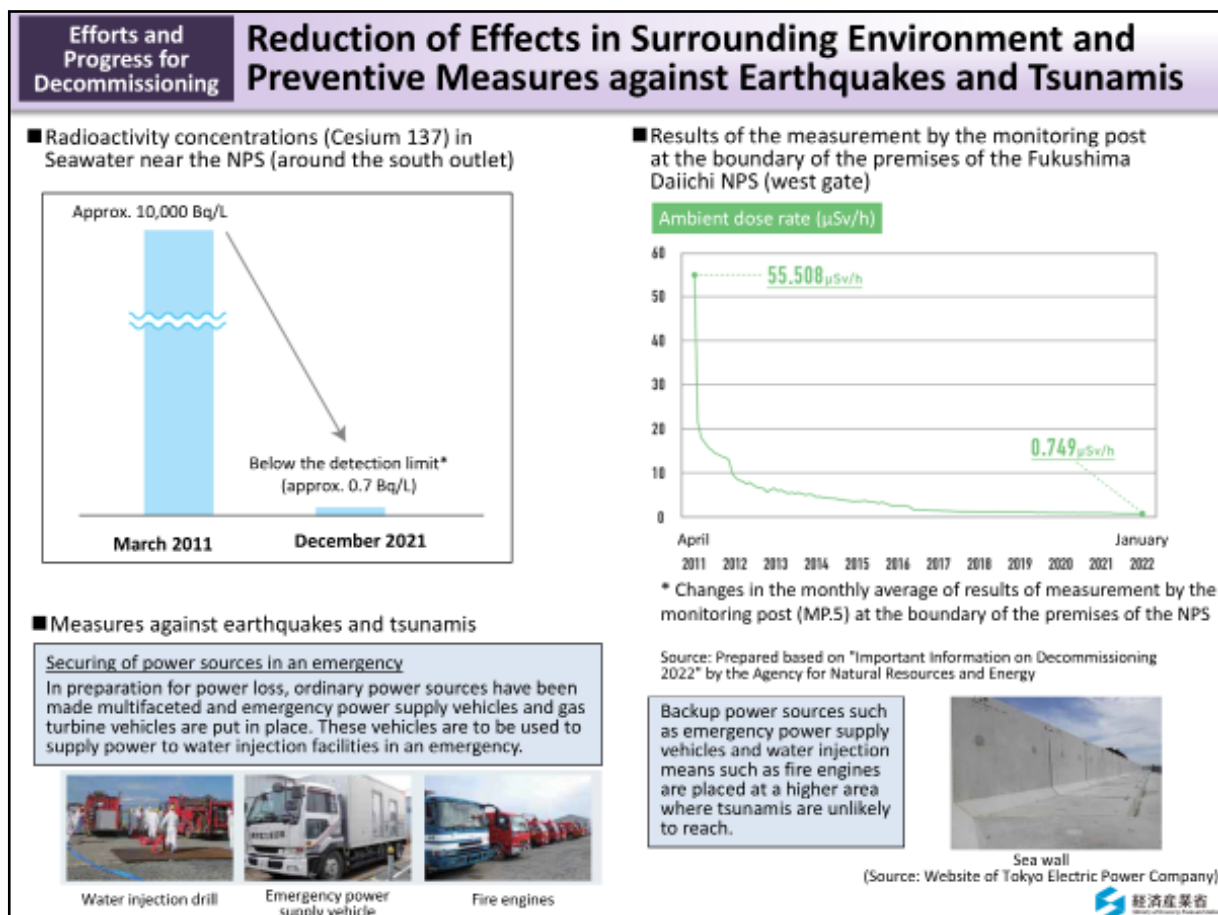 Efforts and
Progress for
Decommissioning
Reduction of Effects in Surrounding Environment and
Preventive Measures against Earthquakes and Tsunamis
■Radioactivity concentrations (Cesium 137) in
Seawater near the NPS (around the south outlet)
Approx. 10,000 Bq/L
Below the detection limit*
(approx. 0.7 Bq/L)
March 2011
December 2021
■Results of the measurement by the monitoring post
at the boundary of the premises of the Fukushima
Daiichi NPS (west gate)
Ambient dose rate (μSv/h)
60
50
40
30
20
10
0
55.508μSv/h
0.749μSv/h
April
January
2011 2012 2013 2014 2015 2016 2017 2018 2019 2020 2021 2022
* Changes in the monthly average of results of measurement by the
monitoring post (MP.5) at the boundary of the premises of the NPS
■Measures against earthquakes and tsunamis
Securing of power sources in an emergency
In preparation for power loss, ordinary power sources have been
made multifaceted and emergency power supply vehicles and gas
turbine vehicles are put in place. These vehicles are to be used to
supply power to water injection facilities in an emergency.
Water injection drill
Emergency power
supply vehicle
Fire engines
Source: Prepared based on "Important Information on Decommissioning
2022" by the Agency for Natural Resources and Energy
Backup power sources such
as emergency power supply
vehicles and water injection
means such as fire engines
are placed at a higher area
where tsunamis are unlikely
to reach.
Sea wall
(Source: Website of Tokyo Electric Power Company)
経済産業省